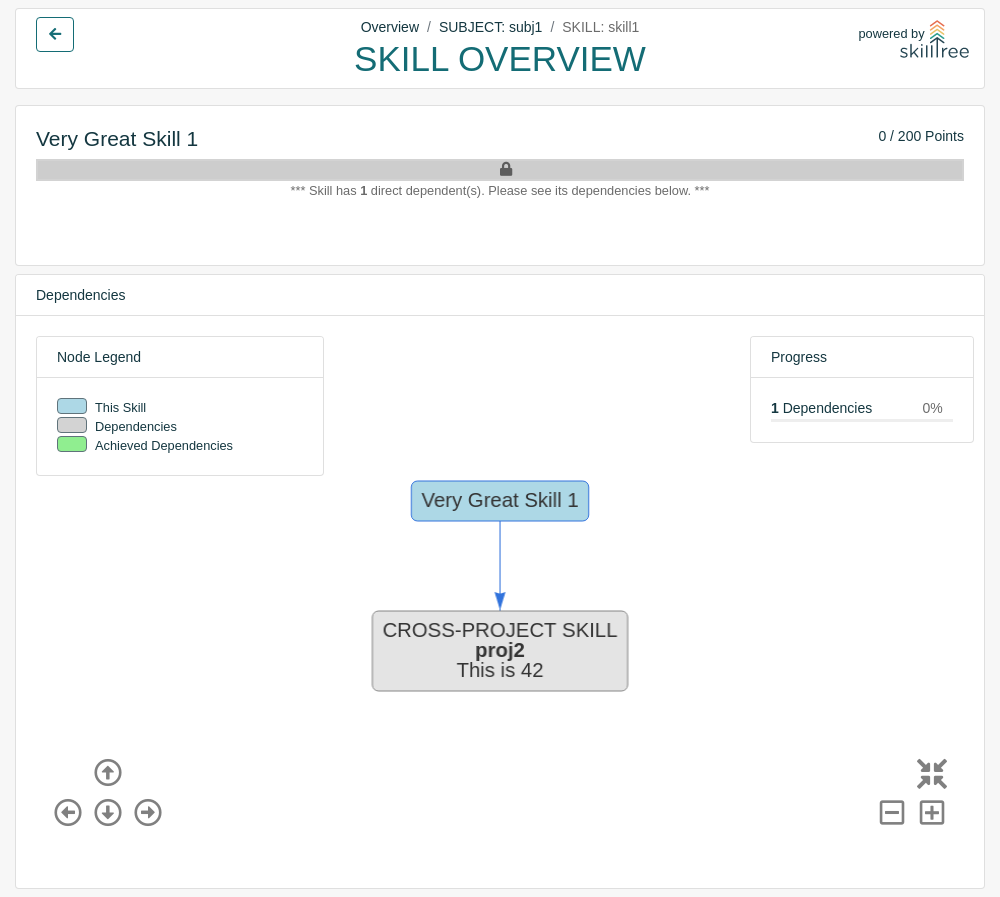 Overview / SUBJECT: subj1 / SKILL: skill1
SKILL OVERVIEW
powered by
skilltree
Very Great Skill 1
0 / 200 Points
*** Skill has 1 direct dependent(s). Please see its dependencies below. ***
Dependencies
Node Legend
This Skill
Dependencies
Achieved Dependencies
Progress
1 Dependencies 0%
Very Great Skill 1
CROSS-PROJECT SKILL
proj2
This is 42